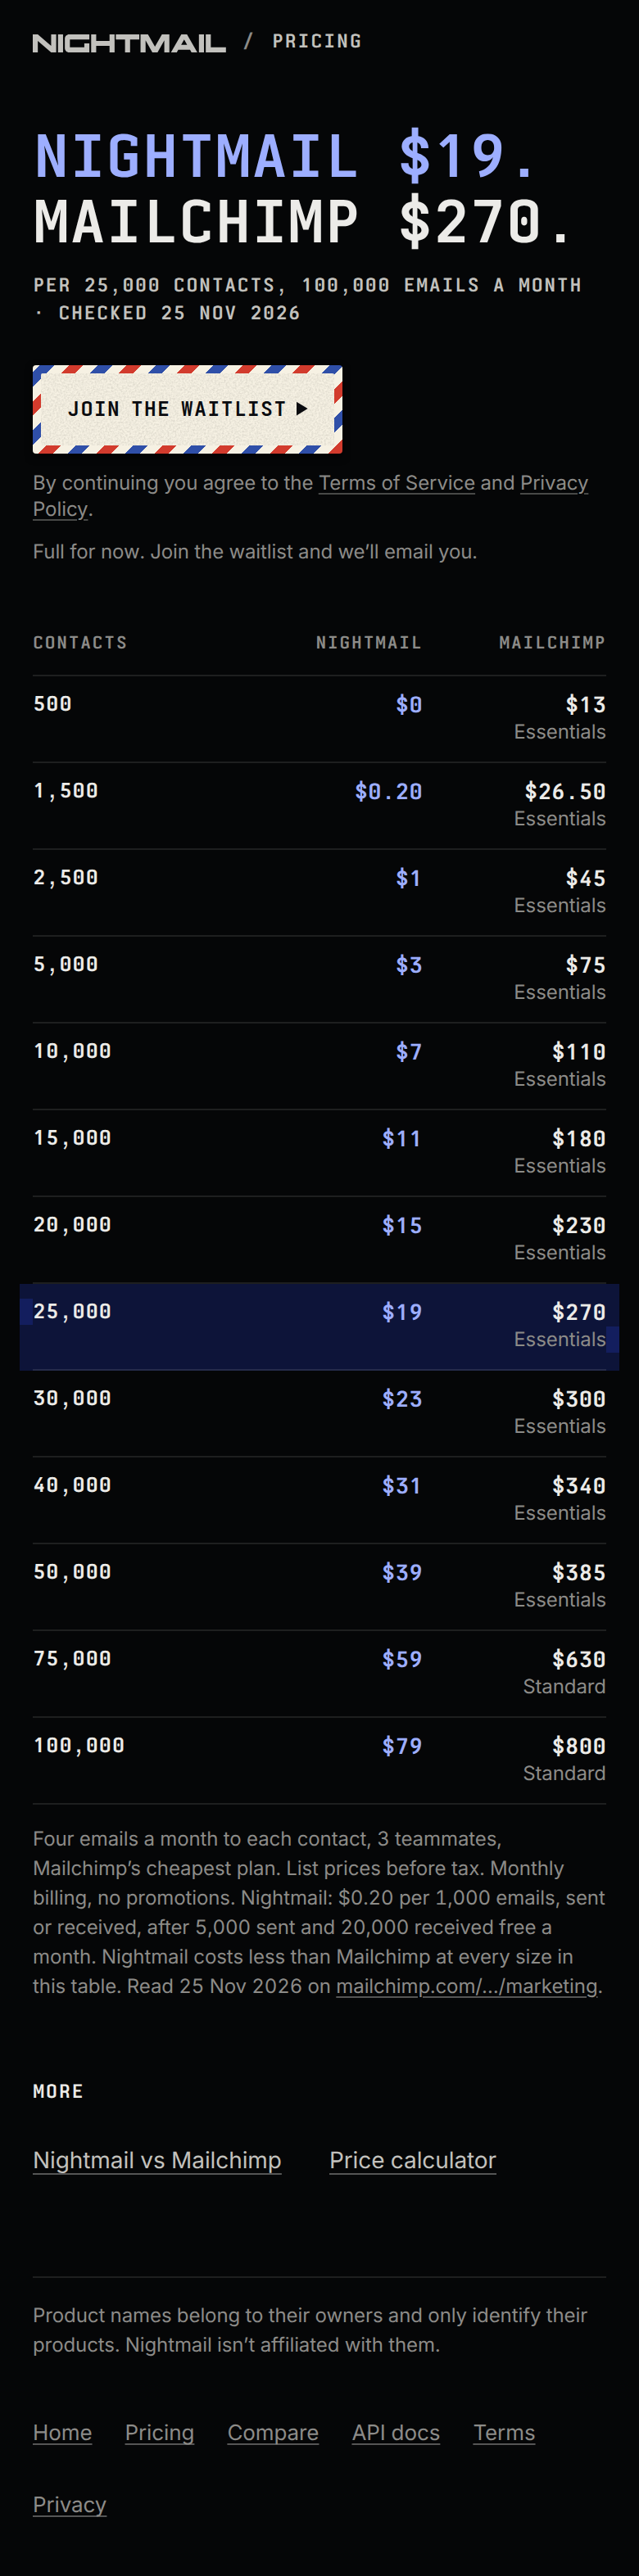 NIGHTMAIL / PRICING
NIGHTMAIL $19.
MAILCHIMP $270.
PER 25,000 CONTACTS, 100,000 EMAILS A MONTH
· CHECKED 25 NOV 2026
JOIN THE WAITLIST ▶
By continuing you agree to the Terms of Service and Privacy
Policy.
Full for now. Join the waitlist and we’ll email you.
CONTACTS NIGHTMAIL MAILCHIMP
500 $0 $13
Essentials
1,500 $0.20 $26.50
Essentials
2,500 $1 $45
Essentials
5,000 $3 $75
Essentials
10,000 $7 $110
Essentials
15,000 $11 $180
Essentials
20,000 $15 $230
Essentials
25,000 $19 $270
Essentials
30,000 $23 $300
Essentials
40,000 $31 $340
Essentials
50,000 $39 $385
Essentials
75,000 $59 $630
Standard
100,000 $79 $800
Standard
Four emails a month to each contact, 3 teammates,
Mailchimp’s cheapest plan. List prices before tax. Monthly
billing, no promotions. Nightmail: $0.20 per 1,000 emails, sent
or received, after 5,000 sent and 20,000 received free a
month. Nightmail costs less than Mailchimp at every size in
this table. Read 25 Nov 2026 on mailchimp.com/…/marketing.
MORE
Nightmail vs Mailchimp Price calculator
Product names belong to their owners and only identify their
products. Nightmail isn’t affiliated with them.
Home Pricing Compare API docs Terms
Privacy